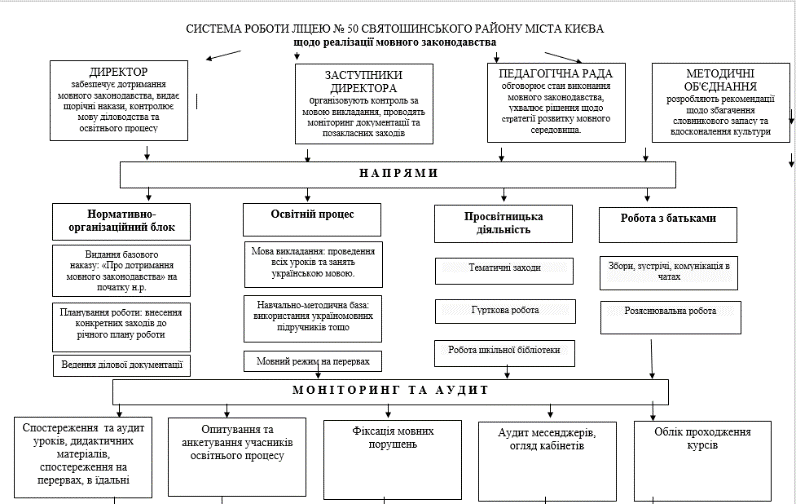 СИСТЕМА РОБОТИ ЛІЦЕЮ № 50 СВЯТОШИНСЬКОГО РАЙОНУ МІСТА КИЄВА
щодо реалізації мовного законодавства
ДИРЕКТОР
забезпечує дотримання
мовного законодавства, видає
щорічні накази, контролює
мову діловодства та
освітнього процесу
ЗАСТУПНИКИ
ДИРЕКТОРА
організовують контроль за
мовою викладання, проводять
моніторинг документації та
позакласних заходів
ПЕДАГОГІЧНА РАДА
обговорює стан виконання
мовного законодавства,
ухвалює рішення щодо
стратегії розвитку мовного
середовища.
МЕТОДИЧНІ
ОБ'ЄДНАННЯ
розробляють рекомендації
щодо збагачення
словникового запасу та
вдосконалення культури
НАПРЯМИ
Нормативно-
організаційний блок
Видання базового
наказу: «Про дотримання
мовного законодавства» на
початку н.р.
Планування роботи: внесення
конкретних заходів до
річного плану роботи
Ведення ділової документації
Освітній процес
Мова викладання: проведення
всіх уроків та занять
українською мовою.
Навчально-методична база:
використання україномовних
підручників тощо
Мовний режим на перервах
Просвітницька
діяльність
Тематичні заходи
Гурткова робота
Робота шкільної бібліотеки
Робота з батьками
Збори, зустрічі, комунікація в
чатах
Роз'яснювальна робота
МОНІТОРИНГ ТА АУДИТ
Спостереження та аудит
уроків, дидактичних
матеріалів,
спостереження на
перервах, в їдальні
Опитування та
анкетування учасників
освітнього процесу
Фіксація мовних
порушень
Аудит месенджерів,
огляд кабінетів
Облік проходження
курсів